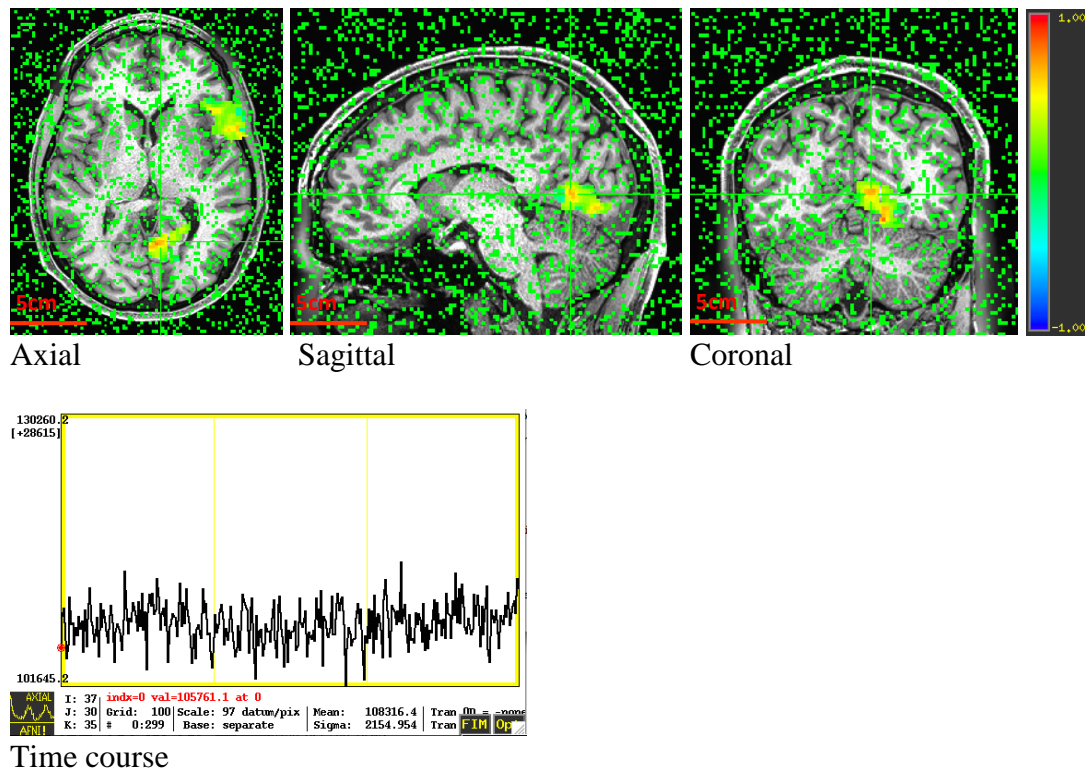 5cm
5cm
5cm
1.00
-1.00
Axial
Sagittal
Coronal
130260.2
[+28615]
101645.2
AXIAL
AFNI!
I: 37
J: 30
K: 35
indx=0 val=105761.1 at 0
Grid: 100 Scale: 97 datum/pix Mean: 108316.4
# 0:299 Base: separate Sigma: 2154.954
Tran 0D =
Tran
FIM
Time course